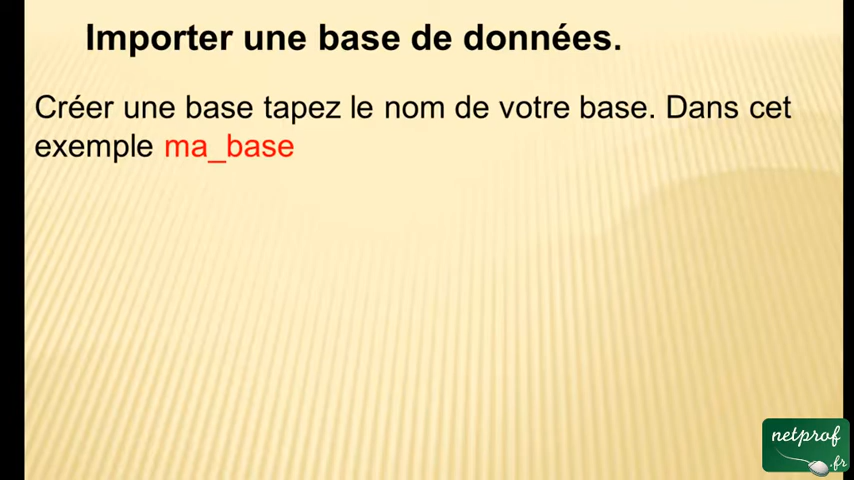 Importer une base de données.
Créer une base tapez le nom de votre base. Dans cet
exemple ma_base
netprof
.fr